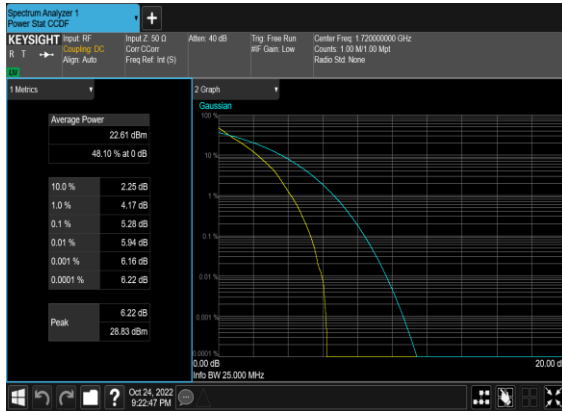 Spectrum Analyzer 1
Power Stat CCDF
KEYSIGHT
R T
LXI
Input: RF
Coupling: DC
Align: Auto
Input Z: 50 Ω
Corr CCorr
Freq Ref: Int (S)
Atten: 40 dB
Trig: Free Run
#IF Gain: Low
Center Freq: 1.720000000 GHz
Counts: 1.00 M/1.00 Mpt
Radio Std: None
1 Metrics
Average Power
22.61 dBm
48.10 % at 0 dB
10.0 % 2.25 dB
1.0 % 4.17 dB
0.1 % 5.28 dB
0.01 % 5.94 dB
0.001 % 6.16 dB
0.0001 % 6.22 dB
Peak
6.22 dB
28.83 dBm
2 Graph
Gaussian
100 %
10 %
1 %
0.1 %
0.01 %
0.001 %
0.0001 %
0.00 dB
20.00 dB
Info BW 25.000 MHz
?
Oct 24, 2022
9:22:47 PM